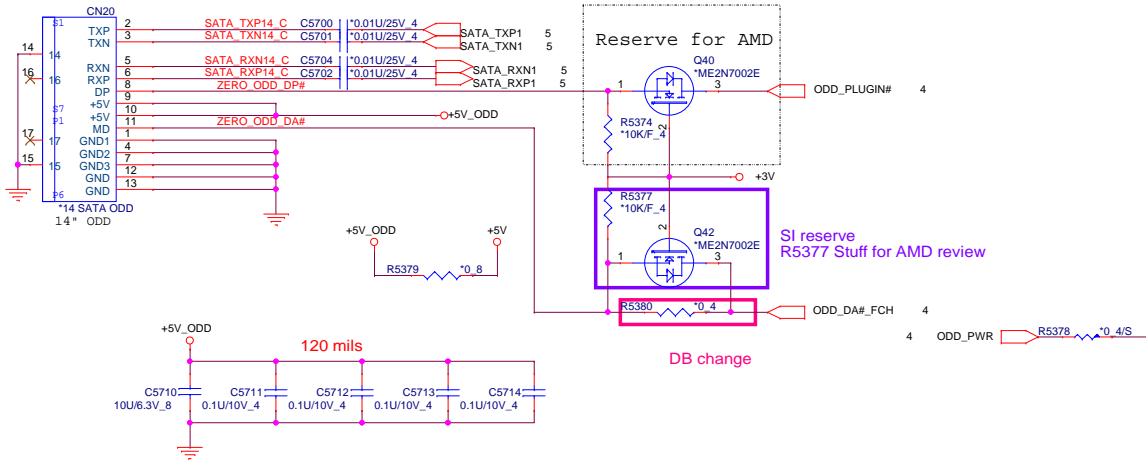 CN20
S1
TXP
TXN
RXN
RXP
DP
+5V
+5V
MD
GND1
GND2
GND3
GND
GND
S7
P1
P6
14
16
17
15
14
16
17
15
2
3
5
6
8
9
10
11
1
4
7
12
13
*14 SATA ODD
14" ODD
SATA_TXP14_C C5700 *0.01U/25V_4
SATA_TXN14_C C5701 *0.01U/25V_4
SATA_RXN14_C C5704 *0.01U/25V_4
SATA_RXP14_C C5702 *0.01U/25V_4
ZERO_ODD_DP#
ZERO_ODD_DA#
SATA_TXP1 5
SATA_TXN1 5
SATA_RXN1 5
SATA_RXP1 5
+5V_ODD
Reserve for AMD
Q40
*ME2N7002E
1
3
2
ODD_PLUGIN# 4
R5374
*10K/F_4
+3V
R5377
*10K/F_4
Q42
*ME2N7002E
2
1
3
SI reserve
R5377 Stuff for AMD review
+5V_ODD
+5V
R5379 *0_8
R5380 *0_4
ODD_DA#_FCH 4
DB change
4 ODD_PWR R5378 *0_4/S
+5V_ODD
120 mils
C5710
10U/6.3V_8
C5711
0.1U/10V_4
C5712
0.1U/10V_4
C5713
0.1U/10V_4
C5714
0.1U/10V_4